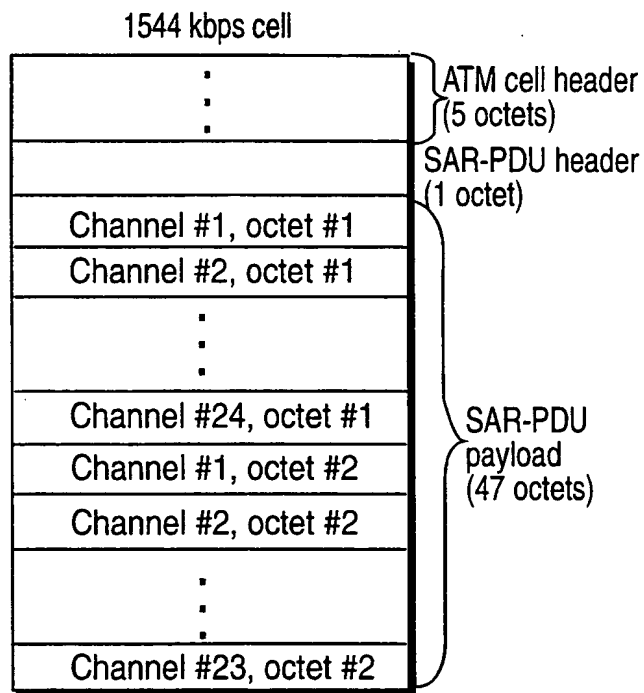 1544 kbps cell
ATM cell header
(5 octets)
SAR-PDU header
(1 octet)
Channel #1, octet #1
Channel #2, octet #1
Channel #24, octet #1
Channel #1, octet #2
Channel #2, octet #2
Channel #23, octet #2
SAR-PDU
payload
(47 octets)